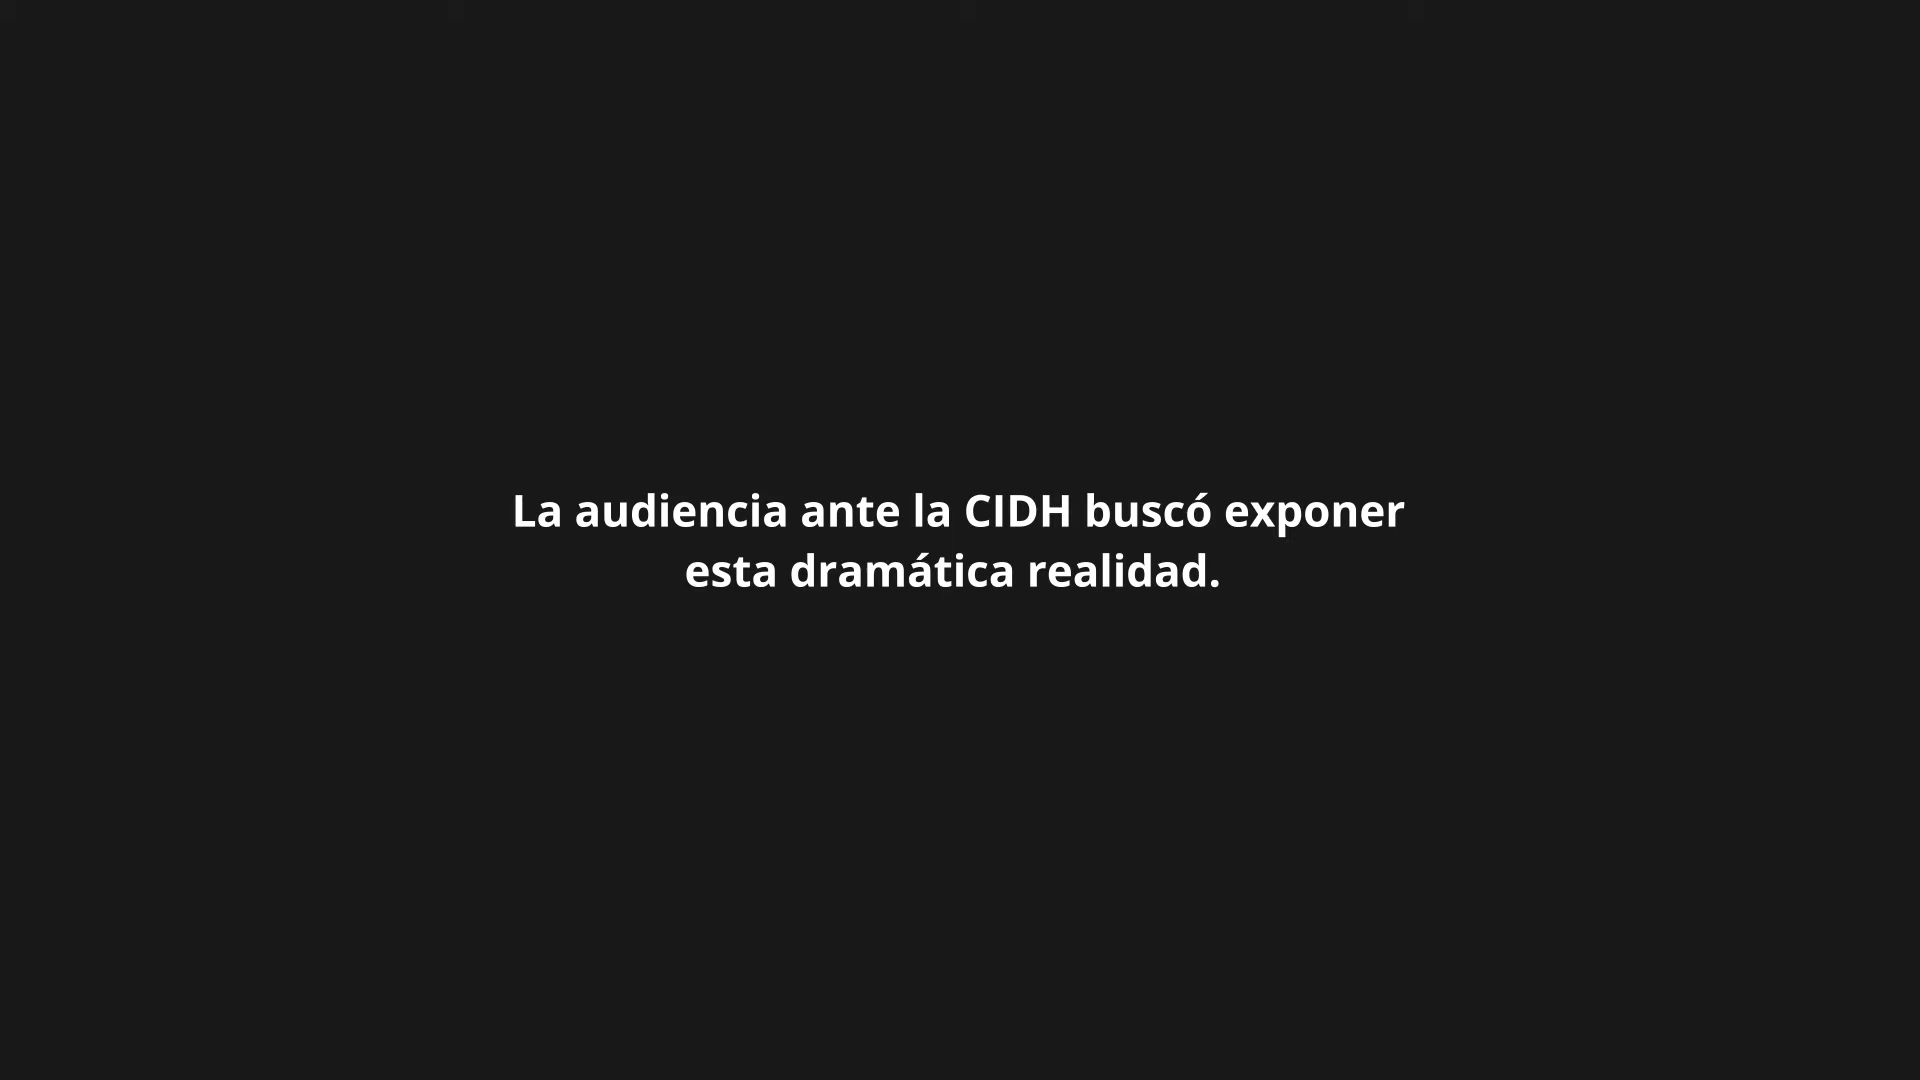 La audiencia ante la CIDH buscó exponer
esta dramática realidad.